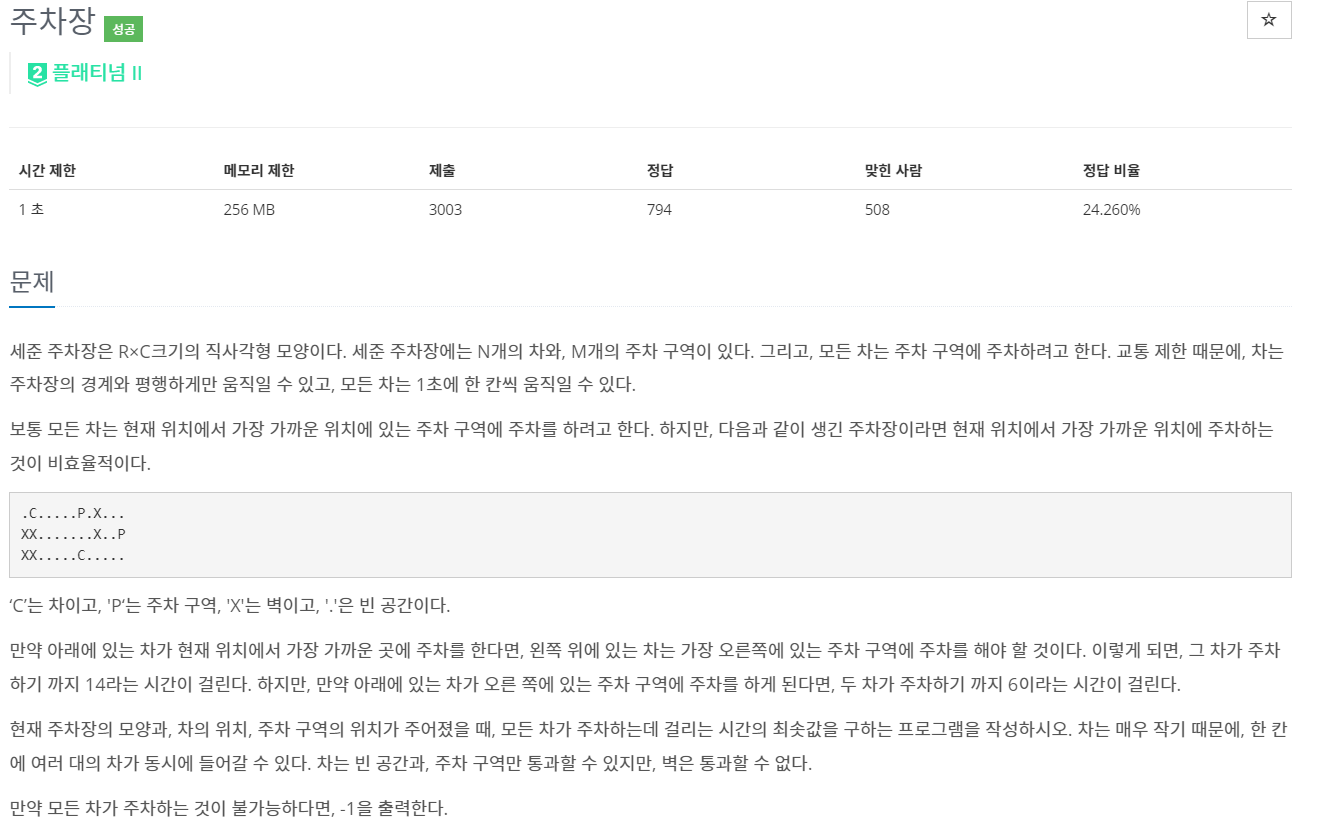 주차장 성공
☆
2 플래티넘 II
시간 제한 메모리 제한 제출 정답 맞힌 사람 정답 비율
1 초 256 MB 3003 794 508 24.260%
문제
세준 주차장은 R×C크기의 직사각형 모양이다. 세준 주차장에는 N개의 차와, M개의 주차 구역이 있다. 그리고, 모든 차는 주차 구역에 주차하려고 한다. 교통 제한 때문에, 차는
주차장의 경계와 평행하게만 움직일 수 있고, 모든 차는 1초에 한 칸씩 움직일 수 있다.
보통 모든 차는 현재 위치에서 가장 가까운 위치에 있는 주차 구역에 주차를 하려고 한다. 하지만, 다음과 같이 생긴 주차장이라면 현재 위치에서 가장 가까운 위치에 주차하는
것이 비효율적이다.
.C.....P.X...
XX.......X..P
XX.....C.....
‘C’는 차이고, 'P‘는 주차 구역, 'X'는 벽이고, '.'은 빈 공간이다.
만약 아래에 있는 차가 현재 위치에서 가장 가까운 곳에 주차를 한다면, 왼쪽 위에 있는 차는 가장 오른쪽에 있는 주차 구역에 주차를 해야 할 것이다. 이렇게 되면, 그 차가 주차
하기 까지 14라는 시간이 걸린다. 하지만, 만약 아래에 있는 차가 오른 쪽에 있는 주차 구역에 주차를 하게 된다면, 두 차가 주차하기 까지 6이라는 시간이 걸린다.
현재 주차장의 모양과, 차의 위치, 주차 구역의 위치가 주어졌을 때, 모든 차가 주차하는데 걸리는 시간의 최솟값을 구하는 프로그램을 작성하시오. 차는 매우 작기 때문에, 한 칸
에 여러 대의 차가 동시에 들어갈 수 있다. 차는 빈 공간과, 주차 구역만 통과할 수 있지만, 벽은 통과할 수 없다.
만약 모든 차가 주차하는 것이 불가능하다면, -1을 출력한다.